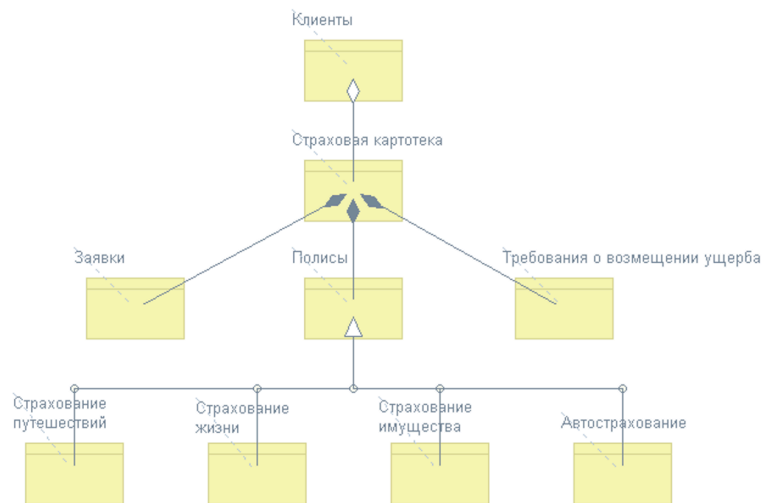 Клиенты
Страховая картотека
Заявки
Полисы
Требования о возмещении ущерба
Страхование
путешествий
Страхование
жизни
Страхование
имущества
Автострахование